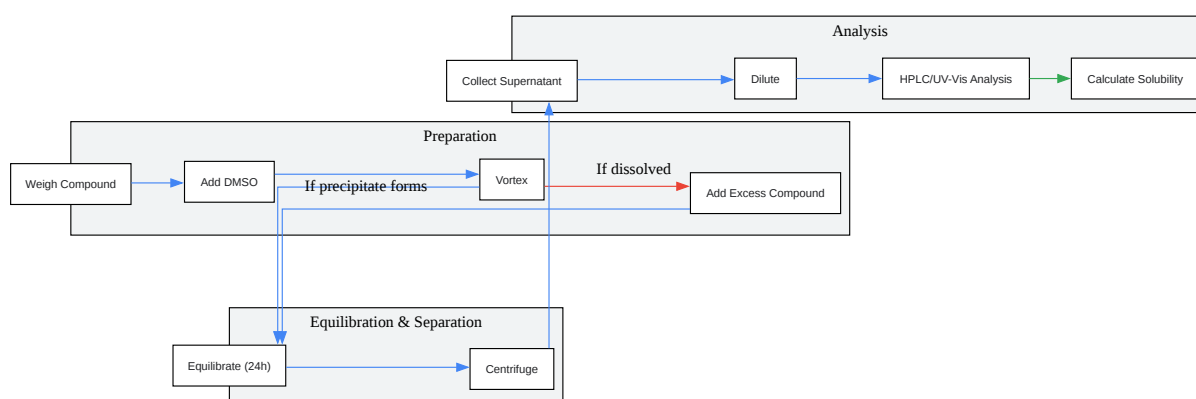 Analysis
Collect Supernatant
Dilute
HPLC/UV-Vis Analysis
Calculate Solubility
Preparation
Weigh Compound
Add DMSO
Vortex
If dissolved
If precipitate forms
Add Excess Compound
Equilibration & Separation
Equilibrate (24h)
Centrifuge